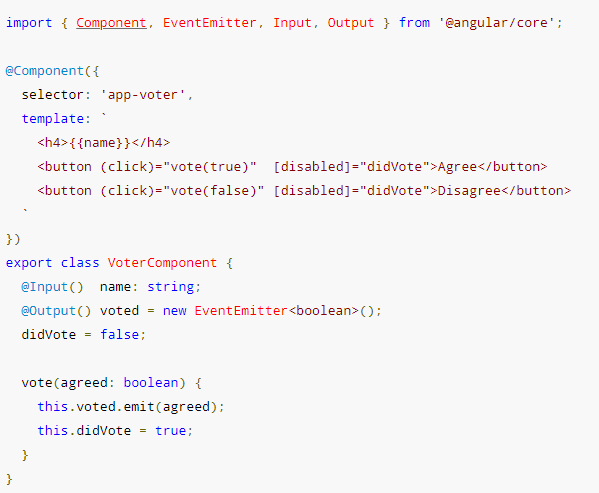 import { Component, EventEmitter, Input, Output } from '@angular/core';
@Component({
  selector: 'app-voter',
  template: `
    <h4>{{name}}</h4>
    <button (click)="vote(true)"  [disabled]="didVote">Agree</button>
    <button (click)="vote(false)" [disabled]="didVote">Disagree</button>
  `
})
export class VoterComponent {
  @Input()  name: string;
  @Output() voted = new EventEmitter<boolean>();
  didVote = false;
  vote(agreed: boolean) {
    this.voted.emit(agreed);
    this.didVote = true;
  }
}